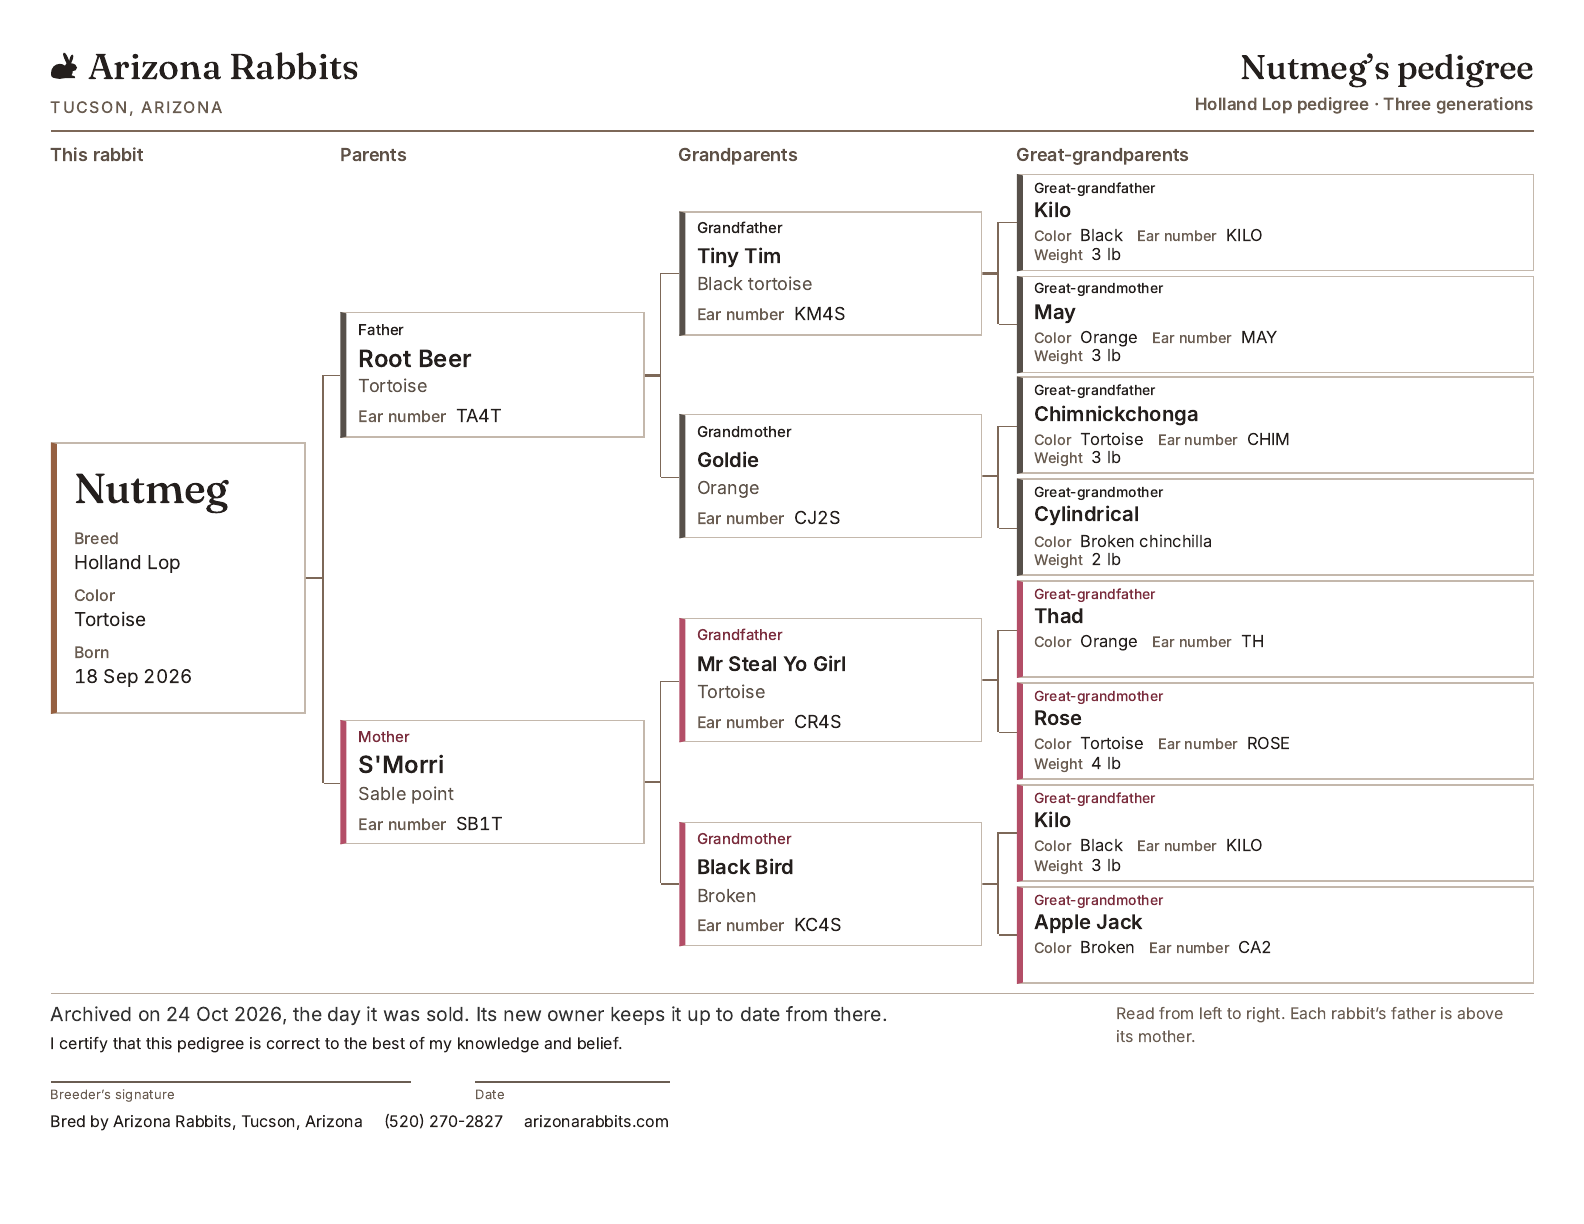 Arizona Rabbits
TUCSON, ARIZONA
Nutmeg’s pedigree
Holland Lop pedigree · Three generations
This rabbit
Parents
Grandparents
Great-grandparents
Nutmeg
Breed
Holland Lop
Color
Tortoise
Born
18 Sep 2026
Father
Root Beer
Tortoise
Ear number TA4T
Mother
S'Morri
Sable point
Ear number SB1T
Grandfather
Tiny Tim
Black tortoise
Ear number KM4S
Grandmother
Goldie
Orange
Ear number CJ2S
Grandfather
Mr Steal Yo Girl
Tortoise
Ear number CR4S
Grandmother
Black Bird
Broken
Ear number KC4S
Great-grandfather
Kilo
Color Black Ear number KILO
Weight 3 lb
Great-grandmother
May
Color Orange Ear number MAY
Weight 3 lb
Great-grandfather
Chimnickchonga
Color Tortoise Ear number CHIM
Weight 3 lb
Great-grandmother
Cylindrical
Color Broken chinchilla
Weight 2 lb
Great-grandfather
Thad
Color Orange Ear number TH
Great-grandmother
Rose
Color Tortoise Ear number ROSE
Weight 4 lb
Great-grandfather
Kilo
Color Black Ear number KILO
Weight 3 lb
Great-grandmother
Apple Jack
Color Broken Ear number CA2
Archived on 24 Oct 2026, the day it was sold. Its new owner keeps it up to date from there.
I certify that this pedigree is correct to the best of my knowledge and belief.
Read from left to right. Each rabbit’s father is above
its mother.
Breeder’s signature
Date
Bred by Arizona Rabbits, Tucson, Arizona (520) 270-2827 arizonarabbits.com